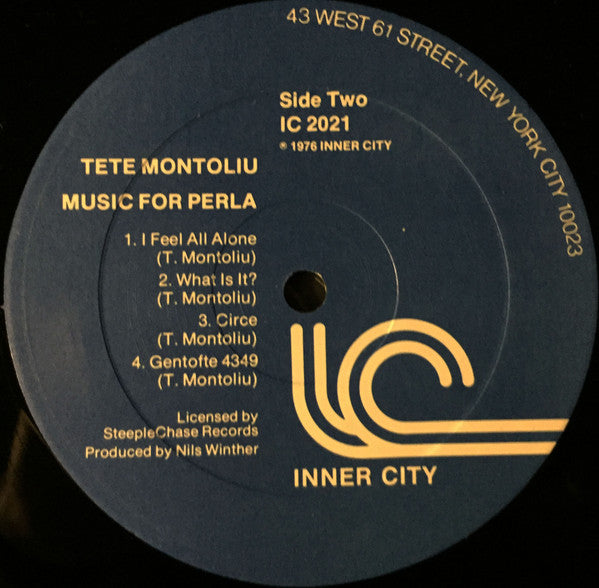 43 WEST 61 STREET, NEW YORK CITY 10023
Side Two
IC 2021
℗ 1976 INNER CITY
TETE MONTOLIU
MUSIC FOR PERLA
1. I Feel All Alone
(T. Montoliu)
2. What Is It?
(T. Montoliu)
3. Circe
(T. Montoliu)
4. Gentofte 4349
(T. Montoliu)
Licensed by
SteepleChase Records
Produced by Nils Winther
ic
INNER CITY